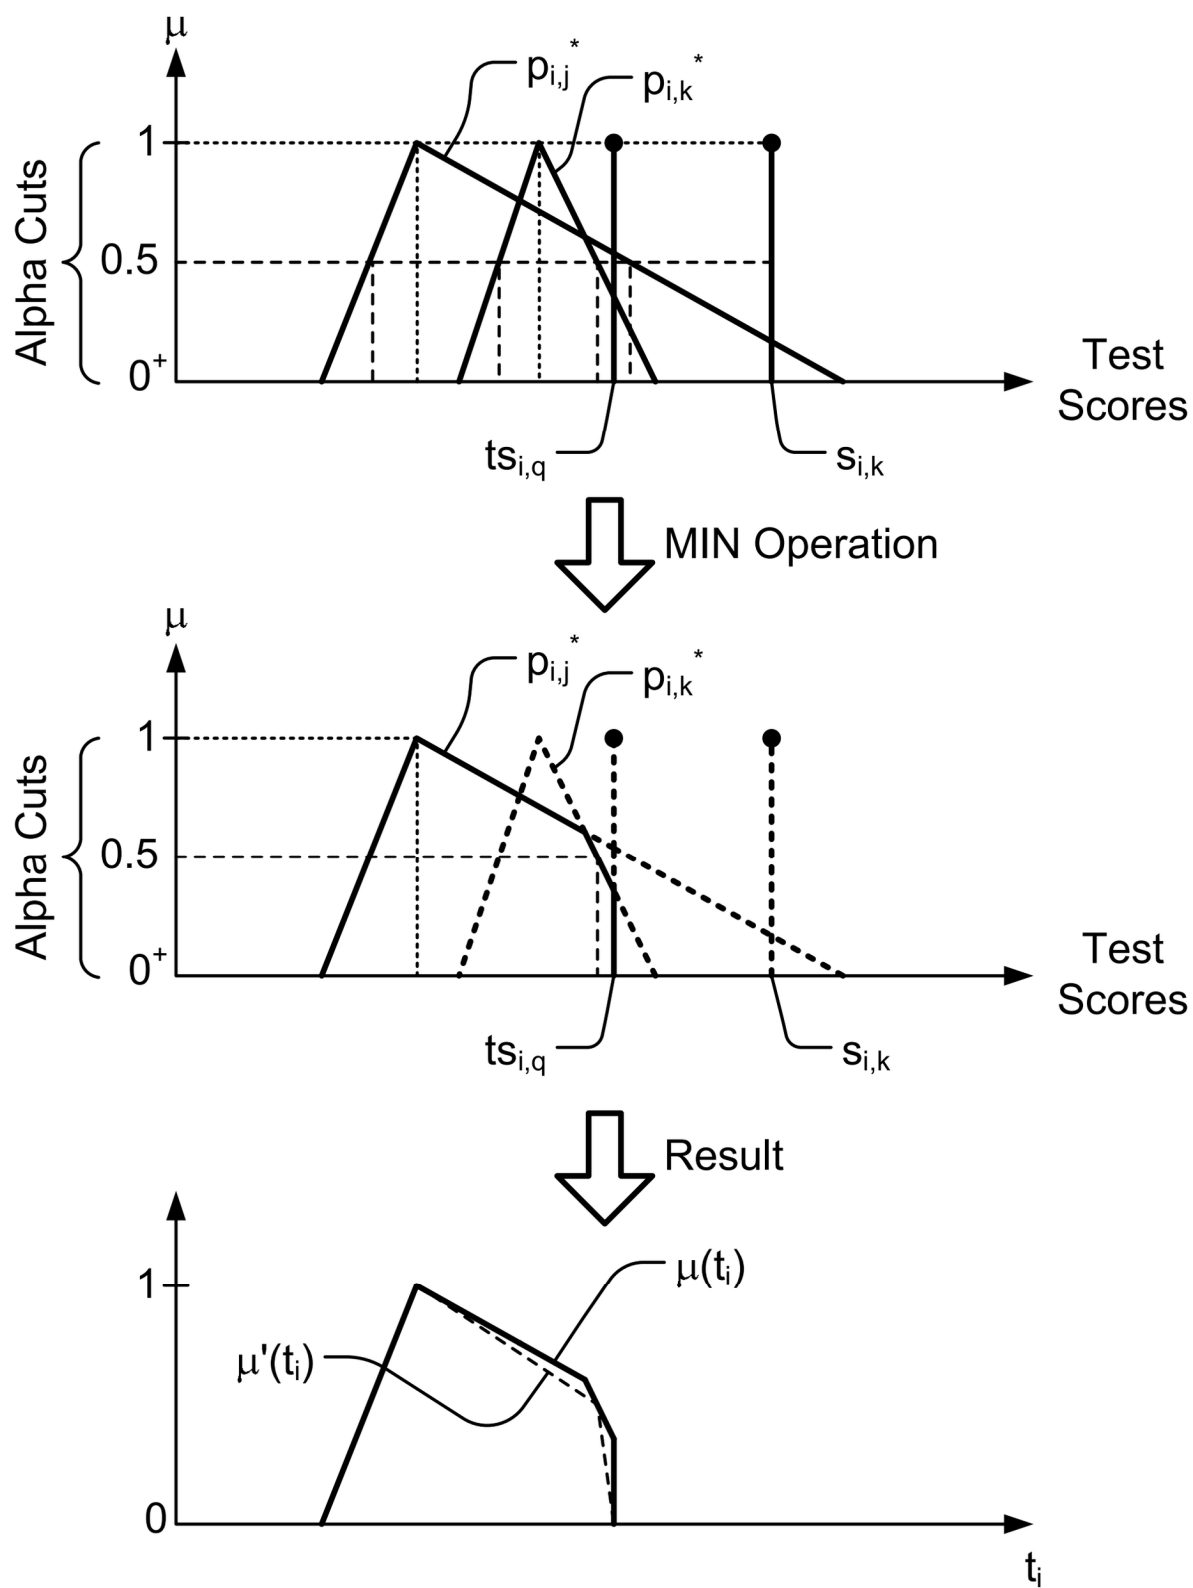 μ
p_{i,j}^*
p_{i,k}^*
1
Alpha Cuts
0.5
0^+
Test
Scores
ts_{i,q}
s_{i,k}
MIN Operation
μ
p_{i,j}^*
p_{i,k}^*
1
Alpha Cuts
0.5
0^+
Test
Scores
ts_{i,q}
s_{i,k}
Result
1
μ(t_i)
μ'(t_i)
0
t_i